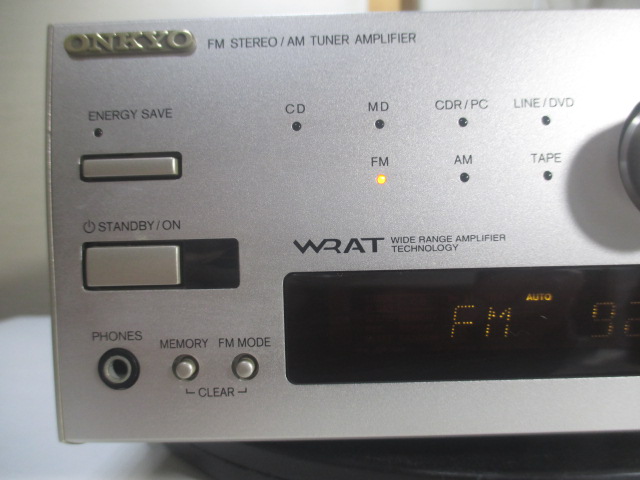 ONKYO FM STEREO / AM TUNER AMPLIFIER
ENERGY SAVE
CD MD CDR/PC LINE/DVD
FM AM TAPE
STANDBY/ON
WRAT WIDE RANGE AMPLIFIER
TECHNOLOGY
AUTO
FM 92
PHONES
MEMORY FM MODE
CLEAR